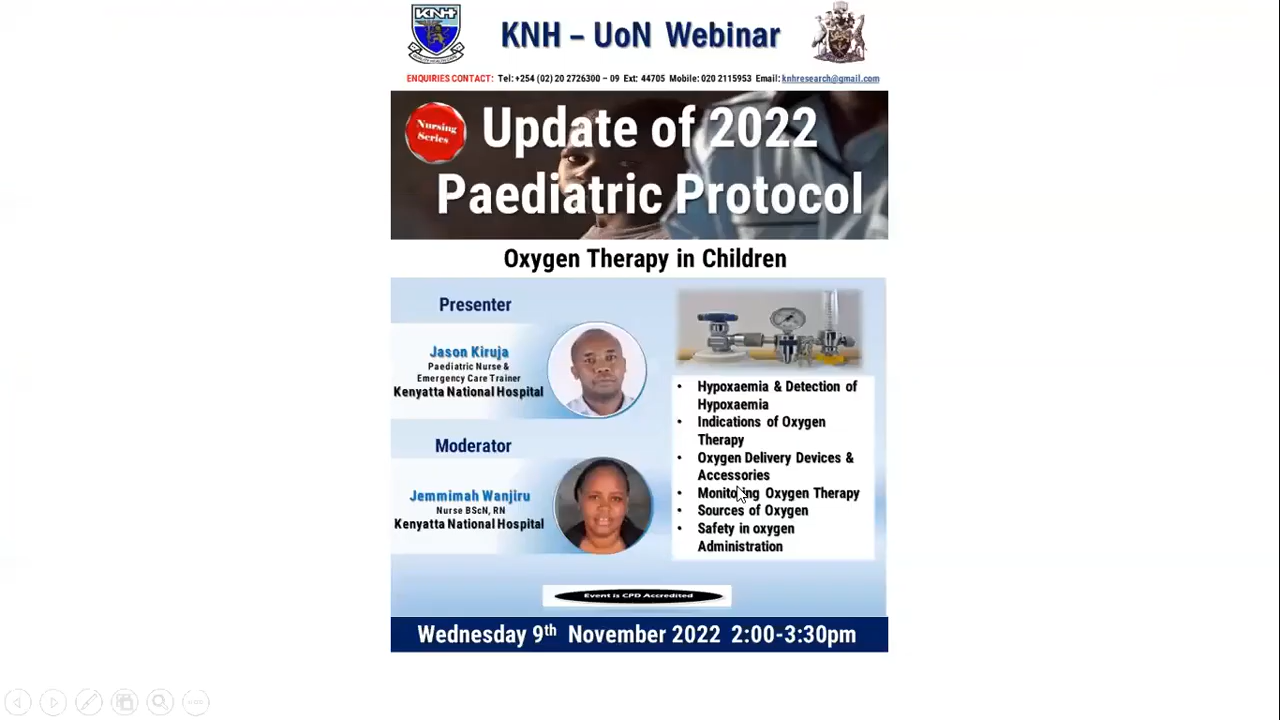 KNH
KNH – UoN Webinar
ENQUIRIES CONTACT: Tel: +254 (02) 20 2726300 – 09 Ext: 44705 Mobile: 020 2115953 Email: knhresearch@gmail.com
Nursing
Series
Update of 2022
Paediatric Protocol
Oxygen Therapy in Children
Presenter
Jason Kiruja
Paediatric Nurse &
Emergency Care Trainer
Kenyatta National Hospital
Moderator
Jemmimah Wanjiru
Nurse BScN, RN
Kenyatta National Hospital
• Hypoxaemia & Detection of
Hypoxaemia
• Indications of Oxygen
Therapy
• Oxygen Delivery Devices &
Accessories
• Monitoring Oxygen Therapy
• Sources of Oxygen
• Safety in oxygen
Administration
Event is CPD Accredited
Wednesday 9th November 2022 2:00-3:30pm